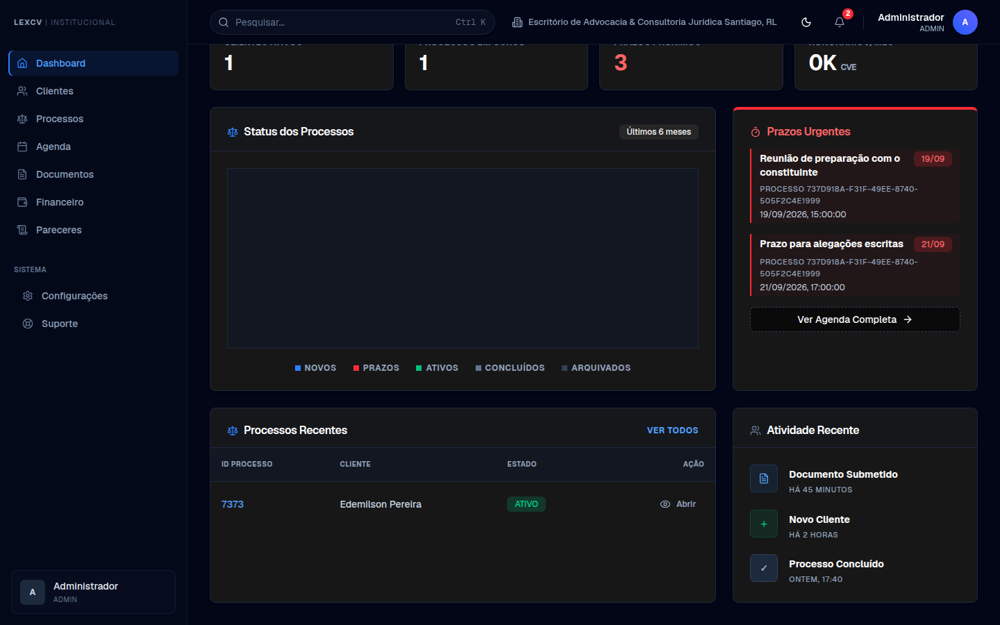 LEXCV | INSTITUCIONAL
Pesquisar...
Ctrl K
Escritório de Advocacia & Consultoria Jurídica Santiago, RL
2
Administrador
ADMIN
A
Dashboard
Clientes
Processos
Agenda
Documentos
Financeiro
Pareceres
SISTEMA
Configurações
Suporte
A
Administrador
ADMIN
1
1
3
0K CVE
Status dos Processos
Últimos 6 meses
NOVOS
PRAZOS
ATIVOS
CONCLUÍDOS
ARQUIVADOS
Prazos Urgentes
Reunião de preparação com o
constituinte
19/09
PROCESSO 737D918A-F31F-49EE-8740-
505F2C4E1999
19/09/2026, 15:00:00
Prazo para alegações escritas
21/09
PROCESSO 737D918A-F31F-49EE-8740-
505F2C4E1999
21/09/2026, 17:00:00
Ver Agenda Completa
Processos Recentes
VER TODOS
ID PROCESSO
CLIENTE
ESTADO
AÇÃO
7373
Edemilson Pereira
ATIVO
Abrir
Atividade Recente
Documento Submetido
HÁ 45 MINUTOS
Novo Cliente
HÁ 2 HORAS
Processo Concluído
ONTEM, 17:40